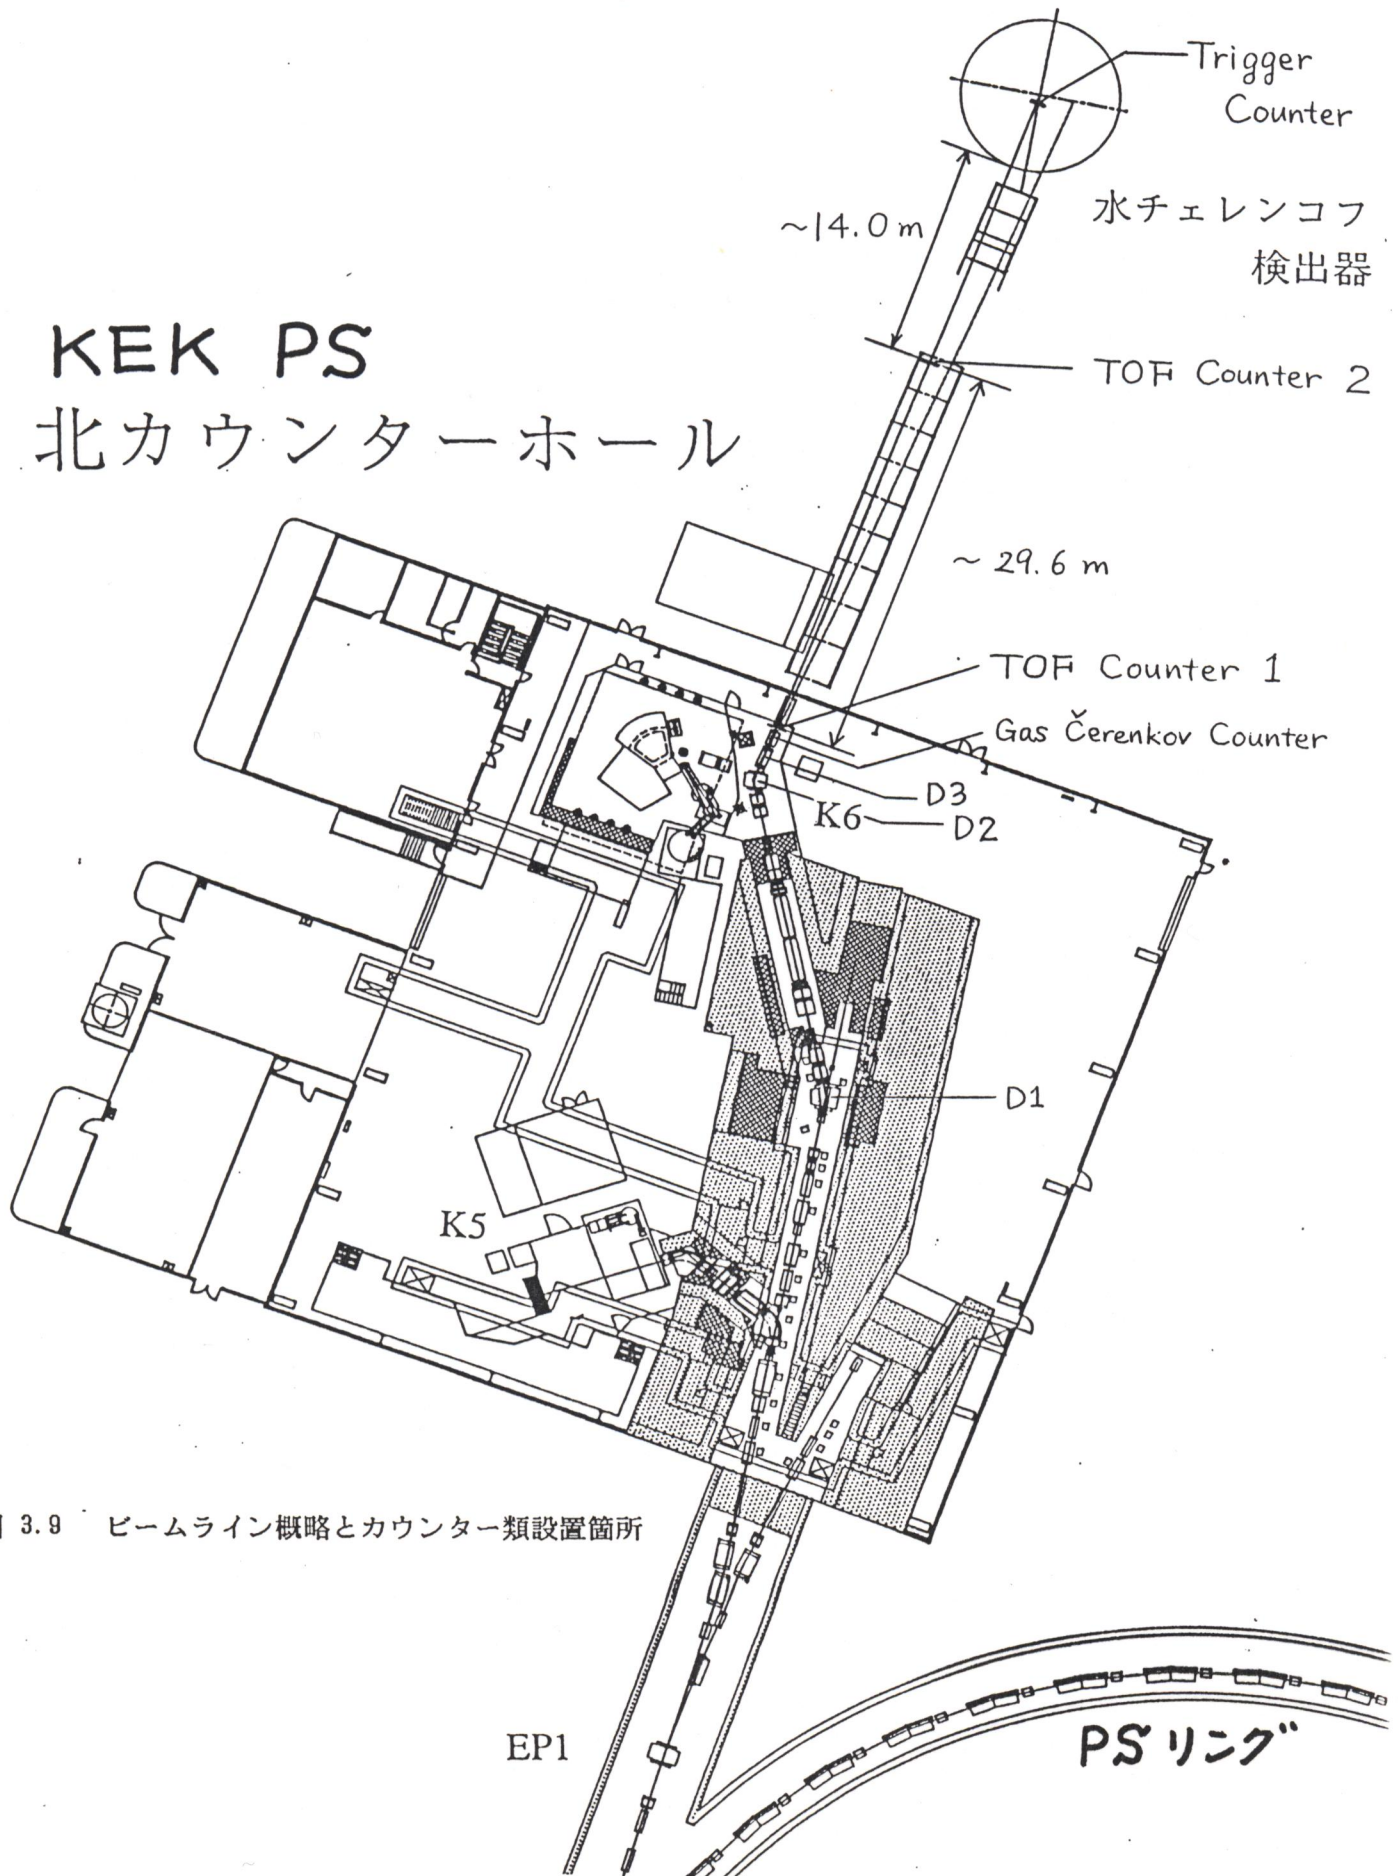 Trigger
Counter
水チェレンコフ
検出器
~14.0 m
KEK PS
北カウンターホール
TOF Counter 2
~ 29.6 m
TOF Counter 1
Gas Čerenkov Counter
D3
K6
D2
D1
K5
3.9 ビームライン概略とカウンター類設置箇所
EP1
PSリング